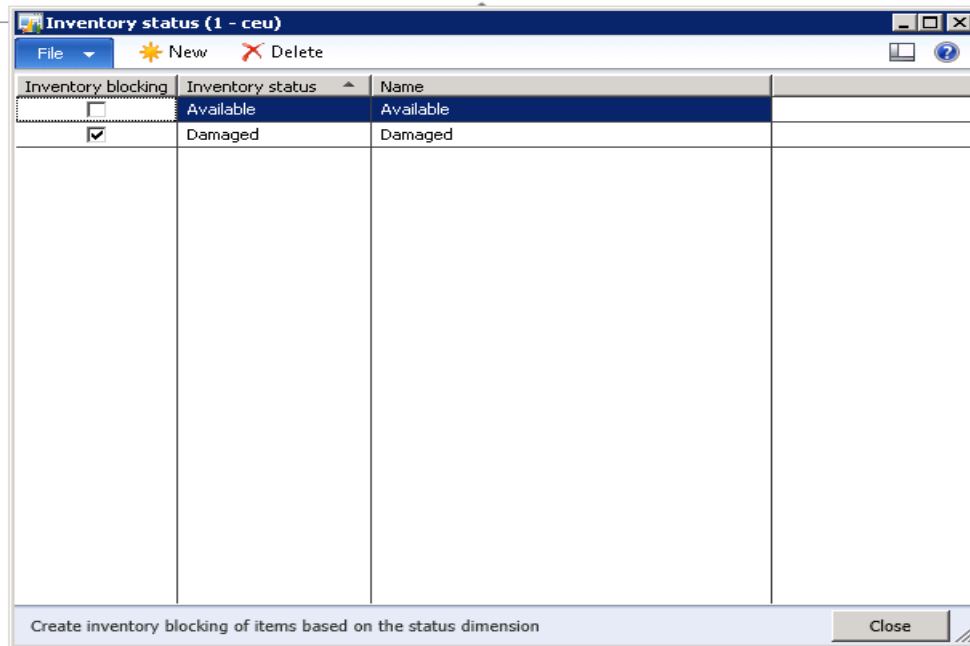 Inventory status (1 - ceu)
File New Delete
Inventory blocking Inventory status Name
Available Available
Damaged Damaged
Create inventory blocking of items based on the status dimension Close